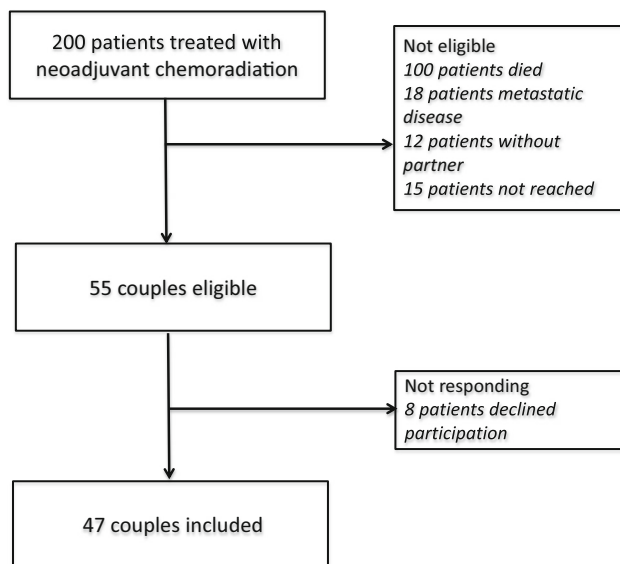 200 patients treated with
neoadjuvant chemoradiation
Not eligible
100 patients died
18 patients metastatic
disease
12 patients without
partner
15 patients not reached
55 couples eligible
Not responding
8 patients declined
participation
47 couples included